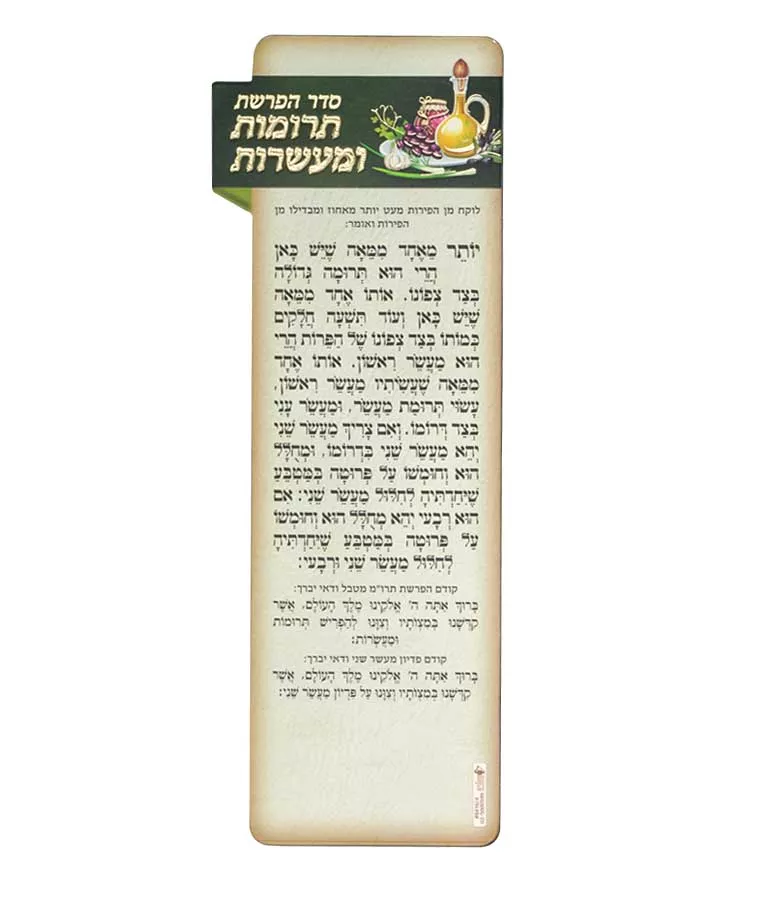 סדר הפרשת
תרומות
ומעשרות
לוקח מן הפירות מעט יותר מאחוז ומבדילו מן
הפירות ואומר:
יוֹתֵר מֵאֶחָד מִמֵּאָה שֶׁיֵּשׁ כָּאן
הֲרֵי הוּא תְּרוּמָה גְּדוֹלָה
בְּצַד צְפוֹנוֹ. אוֹתוֹ אֶחָד מִמֵּאָה
שֶׁיֵּשׁ כָּאן וְעוֹד תִּשְׁעָה חֲלָקִים
כְּמוֹתוֹ בְּצַד צְפוֹנוֹ שֶׁל הַפֵּרוֹת הֲרֵי
הוּא מַעֲשֵׂר רִאשׁוֹן. אוֹתוֹ אֶחָד
מִמֵּאָה שֶׁעֲשִׂיתִיו מַעֲשֵׂר רִאשׁוֹן,
עָשׂוּי תְּרוּמַת מַעֲשֵׂר, וּמַעֲשֵׂר עָנִי
בְּצַד דְּרוֹמוֹ. וְאִם צָרִיךְ מַעֲשֵׂר שֵׁנִי
יְהֵא מַעֲשֵׂר שֵׁנִי בִּדְרוֹמוֹ, וּמְחֻלָּל
הוּא וְחוּמְשׁוֹ עַל פְּרוּטָה בְּמַטְבֵּעַ
שֶׁיִּחַדְתִּיהָ לְחִלּוּל מַעֲשֵׂר שֵׁנִי: אִם
הוּא רְבָעִי יְהֵא מְחֻלָּל הוּא וְחוּמְשׁוֹ
עַל פְּרוּטָה בְּמַטְבֵּעַ שֶׁיִּחַדְתִּיהָ
לְחִלּוּל מַעֲשֵׂר שֵׁנִי וּרְבָעִי:
קודם הפרשת תרו"מ מטבל ודאי יברך:
בָּרוּךְ אַתָּה ה' אֱלֹקֵינוּ מֶלֶךְ הָעוֹלָם, אֲשֶׁר
קִדְּשָׁנוּ בְּמִצְוֹתָיו וְצִוָּנוּ לְהַפְרִישׁ תְּרוּמוֹת
וּמַעַשְׂרוֹת:
קודם פדיון מעשר שני ודאי יברך:
בָּרוּךְ אַתָּה ה' אֱלֹקֵינוּ מֶלֶךְ הָעוֹלָם, אֲשֶׁר
קִדְּשָׁנוּ בְּמִצְוֹתָיו וְצִוָּנוּ עַל פִּדְיוֹן מַעֲשֵׂר שֵׁנִי: